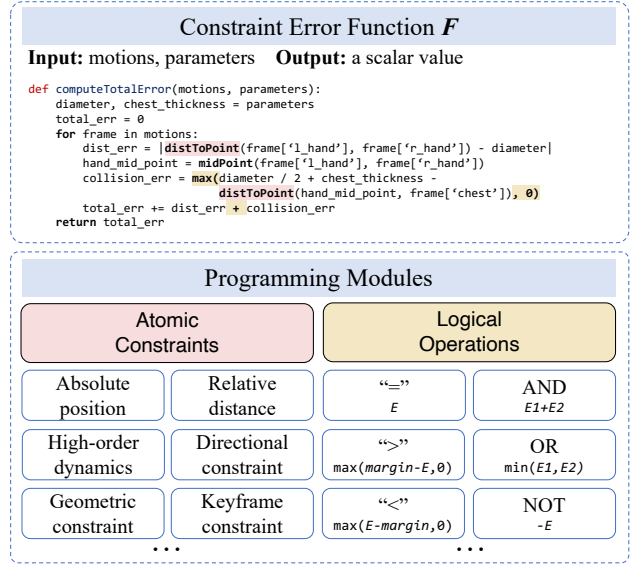 Constraint Error Function F
Input: motions, parameters Output: a scalar value
def computeTotalError(motions, parameters):
    diameter, chest_thickness = parameters
    total_err = 0
    for frame in motions:
        dist_err = |distToPoint(frame[‘l_hand’], frame[‘r_hand’]) - diameter|
        hand_mid_point = midPoint(frame[‘l_hand’], frame[‘r_hand’])
        collision_err = max(diameter / 2 + chest_thickness -
                            distToPoint(hand_mid_point, frame[‘chest’]), 0)
        total_err += dist_err + collision_err
    return total_err
Programming Modules
Atomic
Constraints
Logical
Operations
Absolute
position
Relative
distance
“=”
E
AND
E1+E2
High-order
dynamics
Directional
constraint
“>”
max(margin-E,0)
OR
min(E1,E2)
Geometric
constraint
Keyframe
constraint
“<”
max(E-margin,0)
NOT
-E
... ...